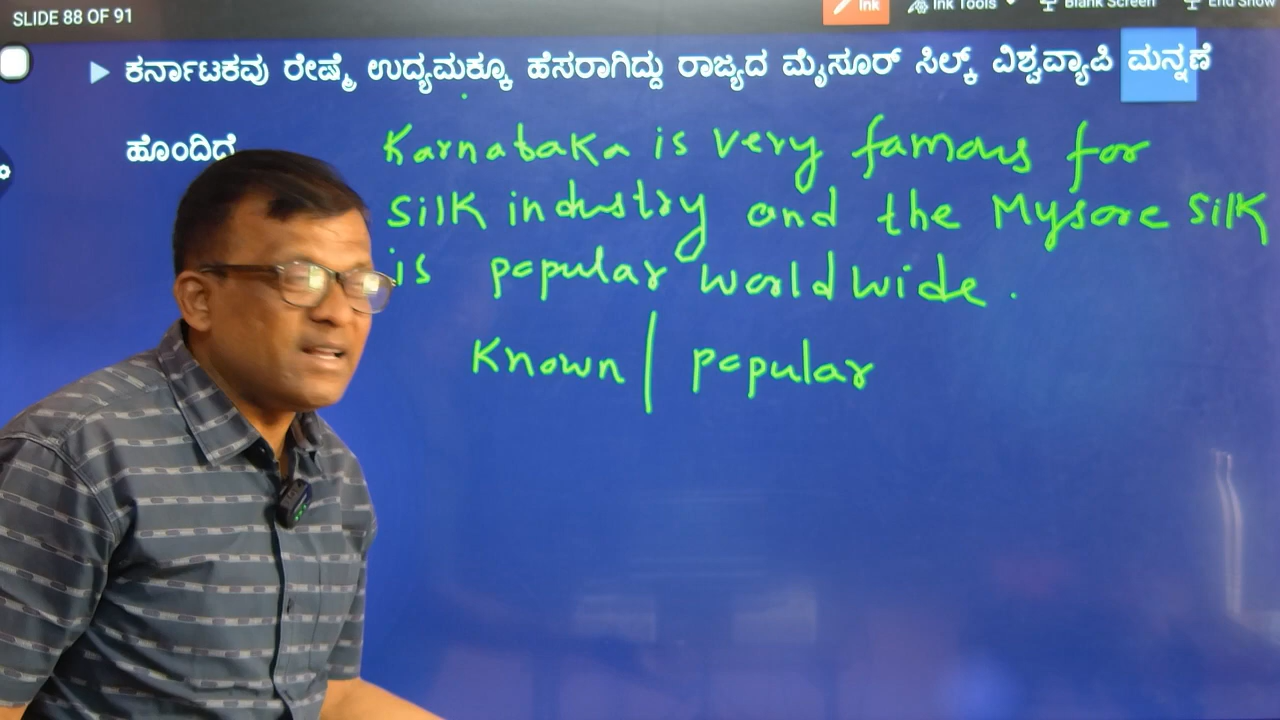 SLIDE 88 OF 91
Ink
Ink Tools
Blank Screen
End Show
ಕರ್ನಾಟಕವು ರೇಷ್ಮೆ ಉದ್ಯಮಕ್ಕೂ ಹೆಸರಾಗಿದ್ದು ರಾಜ್ಯದ ಮೈಸೂರ್ ಸಿಲ್ಕ್ ವಿಶ್ವವ್ಯಾಪಿ ಮನ್ನಣೆ
ಹೊಂದಿದೆ
Karnataka is very famous for
Silk industry and the Mysore Silk
is popular worldwide.
Known | popular